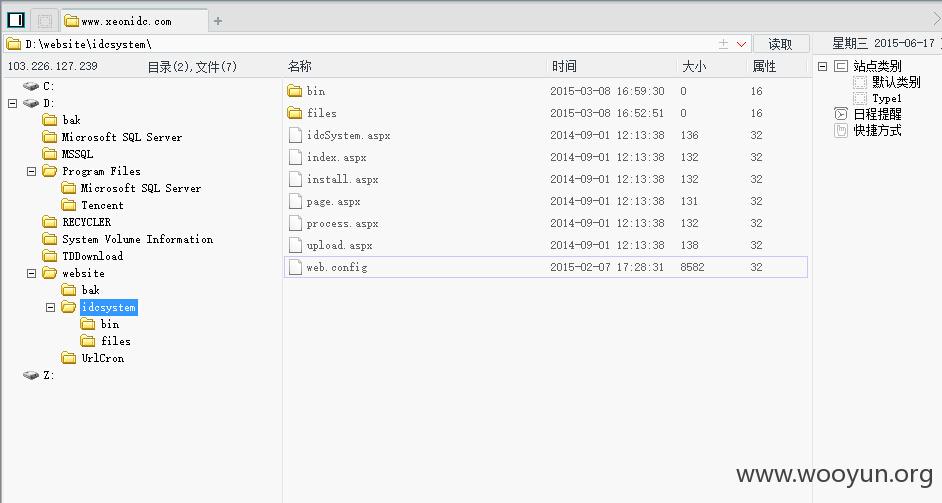 www.xeonidc.com
D:\website\idcsystem\
读取
星期三 2015-06-17
103.226.127.239 目录(2),文件(7)
名称 时间 大小 属性
C:
D:
bak
Microsoft SQL Server
MSSQL
Program Files
Microsoft SQL Server
Tencent
RECYCLER
System Volume Information
TDDownload
website
bak
idcsystem
bin
files
UrlCron
Z:
bin 2015-03-08 16:59:30 0 16
files 2015-03-08 16:52:51 0 16
idcSystem.aspx 2014-09-01 12:13:38 136 32
index.aspx 2014-09-01 12:13:38 132 32
install.aspx 2014-09-01 12:13:38 132 32
page.aspx 2014-09-01 12:13:38 131 32
process.aspx 2014-09-01 12:13:38 132 32
upload.aspx 2014-09-01 12:13:38 138 32
web.config 2015-02-07 17:28:31 8582 32
站点类别
默认类别
Type1
日程提醒
快捷方式
www.wooyun.org